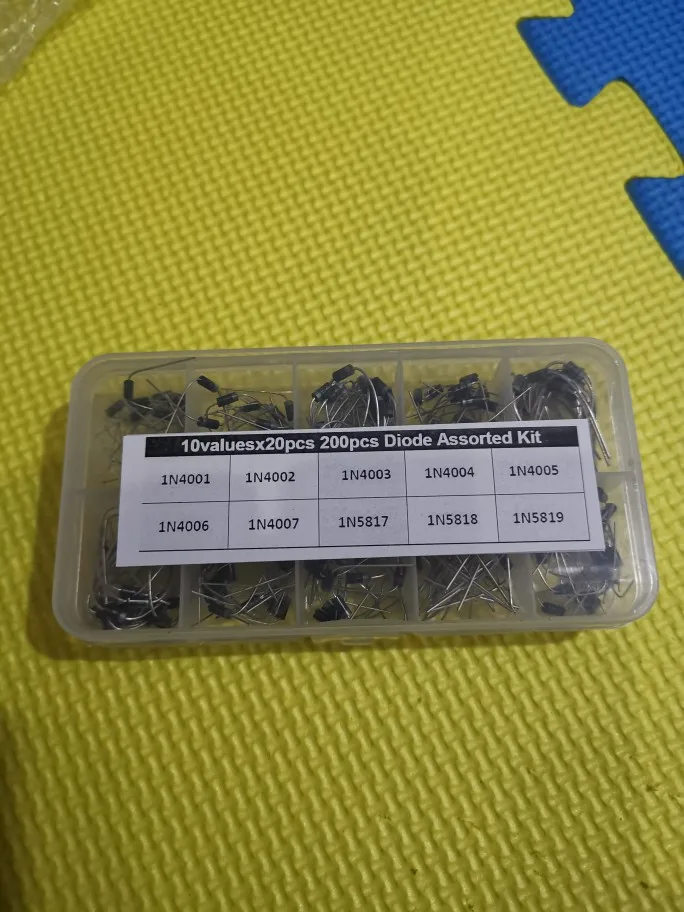 10valuesx20pcs 200pcs Diode Assorted Kit
1N4001 1N4002 1N4003 1N4004 1N4005
1N4006 1N4007 1N5817 1N5818 1N5819